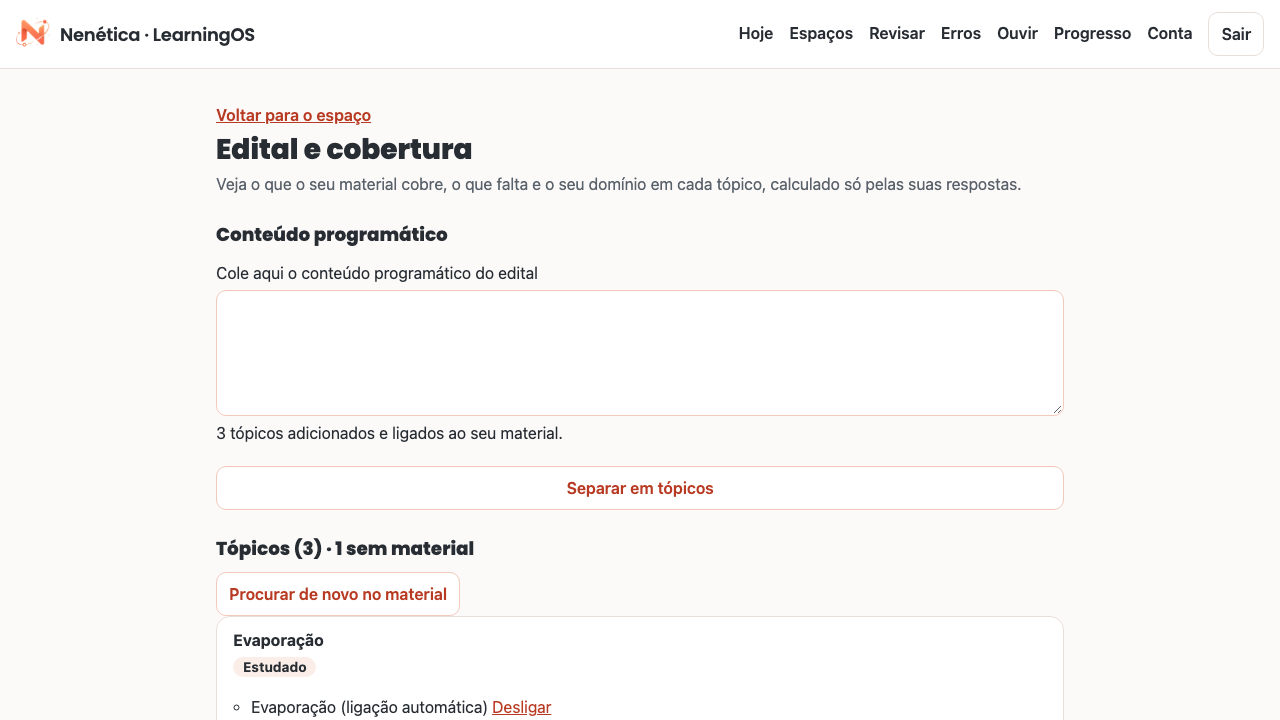 Nenética · LearningOS
Hoje Espaços Revisar Erros Ouvir Progresso Conta Sair
Voltar para o espaço
Edital e cobertura
Veja o que o seu material cobre, o que falta e o seu domínio em cada tópico, calculado só pelas suas respostas.
Conteúdo programático
Cole aqui o conteúdo programático do edital
3 tópicos adicionados e ligados ao seu material.
Separar em tópicos
Tópicos (3) · 1 sem material
Procurar de novo no material
Evaporação
Estudado
Evaporação (ligação automática) Desligar